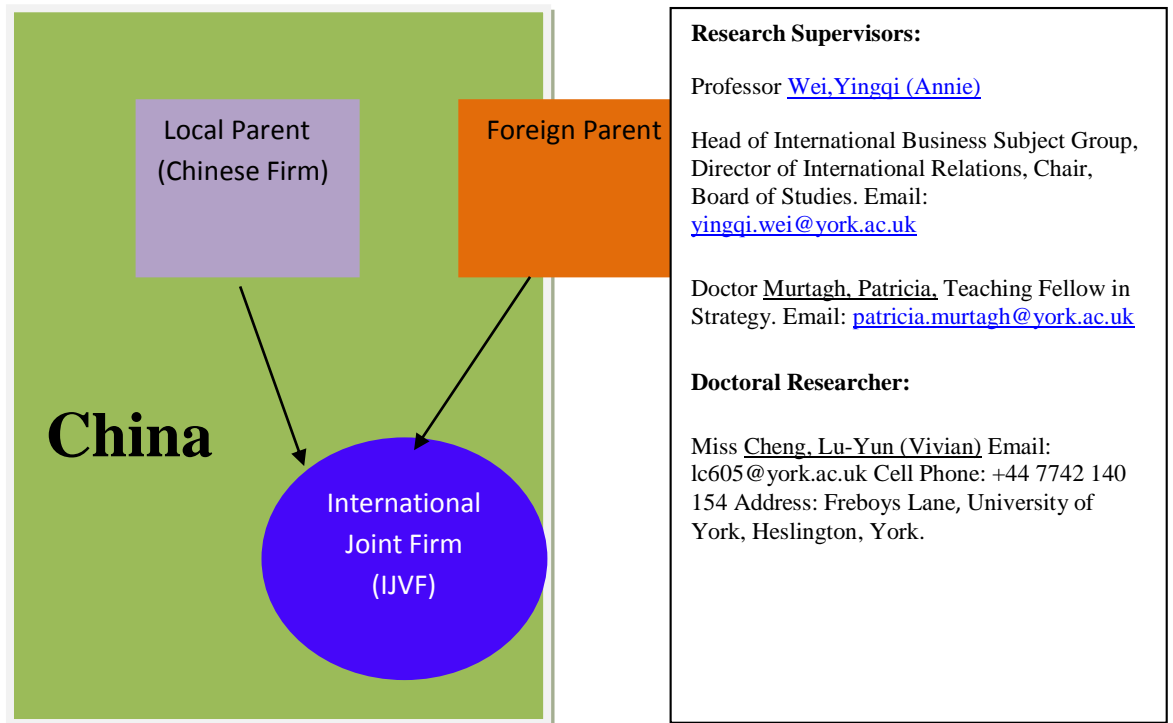 Local Parent
(Chinese Firm)
Foreign Parent
China
International
Joint Firm
(IJVF)
Research Supervisors:
Professor Wei,Yingqi (Annie)
Head of International Business Subject Group,
Director of International Relations, Chair,
Board of Studies. Email:
yingqi.wei@york.ac.uk
Doctor Murtagh, Patricia, Teaching Fellow in
Strategy. Email: patricia.murtagh@york.ac.uk
Doctoral Researcher:
Miss Cheng, Lu-Yun (Vivian) Email:
lc605@york.ac.uk Cell Phone: +44 7742 140
154 Address: Freboys Lane, University of
York, Heslington, York.